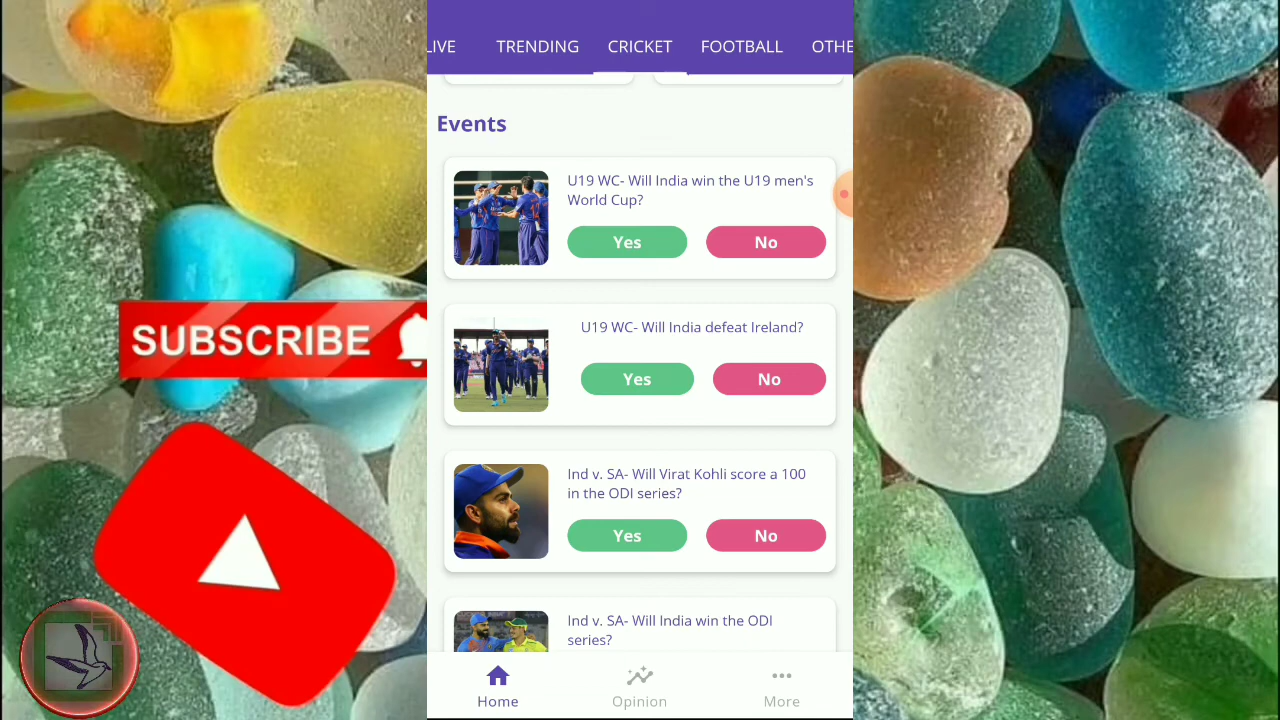 LIVE TRENDING CRICKET FOOTBALL OTHE
Events
U19 WC- Will India win the U19 men's
World Cup?
Yes No
U19 WC- Will India defeat Ireland?
Yes No
Ind v. SA- Will Virat Kohli score a 100
in the ODI series?
Yes No
Ind v. SA- Will India win the ODI
series?
Home Opinion More
SUBSCRIBE